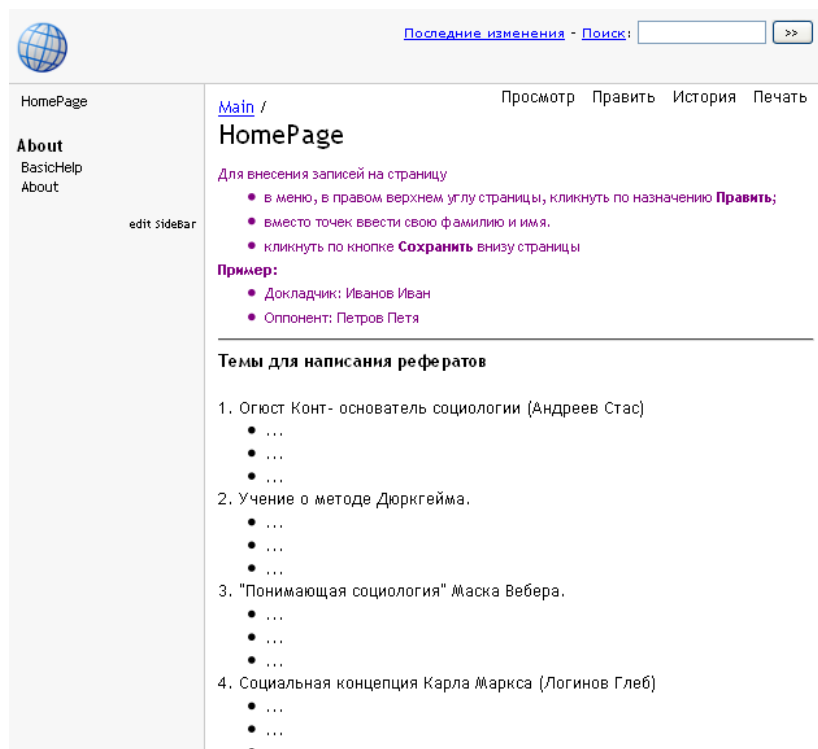 Последние изменения - Поиск: >>
HomePage
About
BasicHelp
About
edit SideBar
Просмотр Править История Печать
Main /
HomePage
Для внесения записей на страницу
• в меню, в правом верхнем углу страницы, кликнуть по назначению Править;
• вместо точек ввести свою фамилию и имя.
• кликнуть по кнопке Сохранить внизу страницы
Пример:
• Докладчик: Иванов Иван
• Оппонент: Петров Петя
Темы для написания рефератов
1. Огюст Конт- основатель социологии (Андреев Стас)
• ...
• ...
• ...
2. Учение о методе Дюркгейма.
• ...
• ...
• ...
3. "Понимающая социология" Маска Вебера.
• ...
• ...
• ...
4. Социальная концепция Карла Маркса (Логинов Глеб)
• ...
• ...